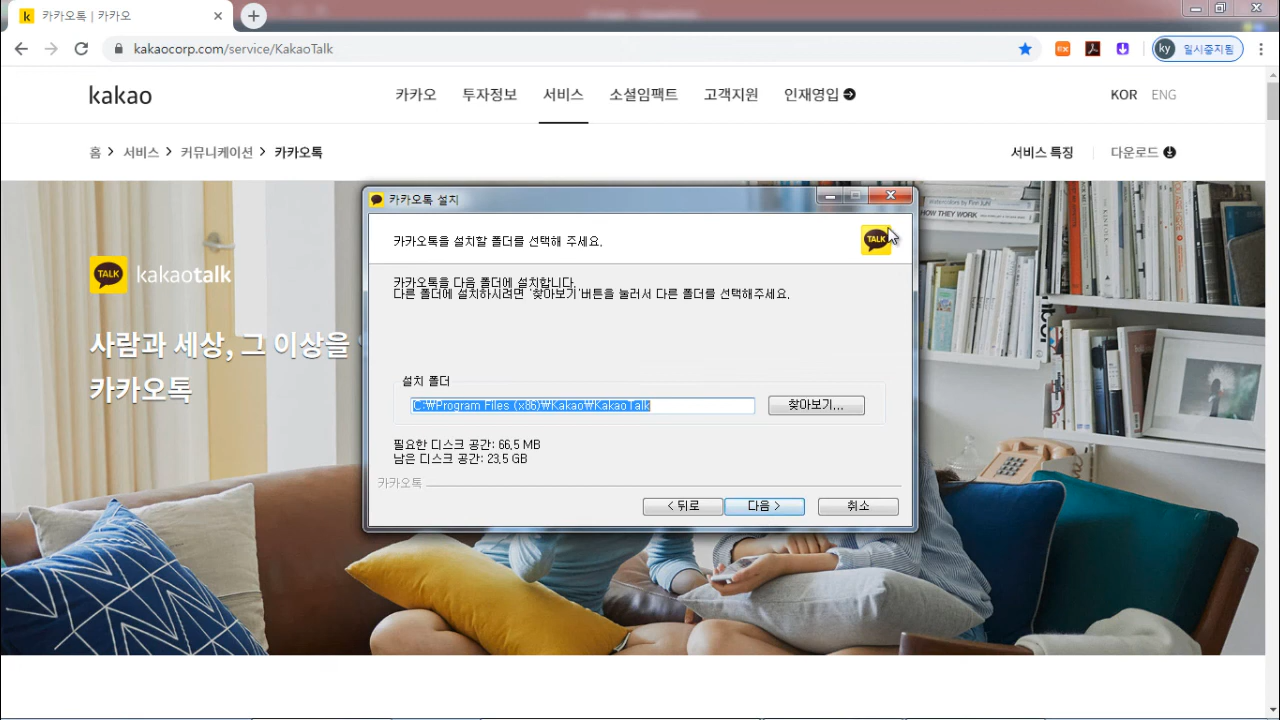 카카오톡 | 카카오
kakaocorp.com/service/KakaoTalk
ky 일시중지됨
kakao
카카오 투자정보 서비스 소셜임팩트 고객지원 인재영입
KOR ENG
홈 > 서비스 > 커뮤니케이션 > 카카오톡
서비스 특징 다운로드
HOW THEY WORK
TALK kakaotalk
사람과 세상, 그 이상을
카카오톡
카카오톡 설치
카카오톡을 설치할 폴더를 선택해 주세요.
TALK
카카오톡을 다음 폴더에 설치합니다.
다른 폴더에 설치하시려면 '찾아보기'버튼을 눌러서 다른 폴더를 선택해주세요.
설치 폴더
C:₩Program Files (x86)₩Kakao₩KakaoTalk
찾아보기...
필요한 디스크 공간: 66.5 MB
남은 디스크 공간: 23.5 GB
카카오톡
< 뒤로 다음 > 취소